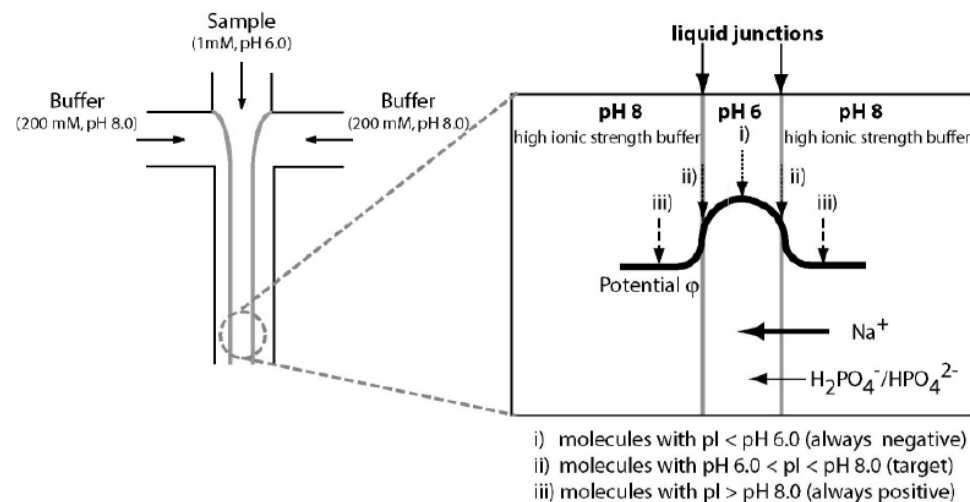 Sample
(1mM, pH 6.0)
Buffer
(200 mM, pH 8.0)
Buffer
(200 mM, pH 8.0)
liquid junctions
pH 8
high ionic strength buffer
pH 6
pH 8
high ionic strength buffer
i)
ii)
ii)
iii)
iii)
Potential φ
Na⁺
H₂PO₄⁻/HPO₄²⁻
i) molecules with pI < pH 6.0 (always negative)
ii) molecules with pH 6.0 < pI < pH 8.0 (target)
iii) molecules with pI > pH 8.0 (always positive)